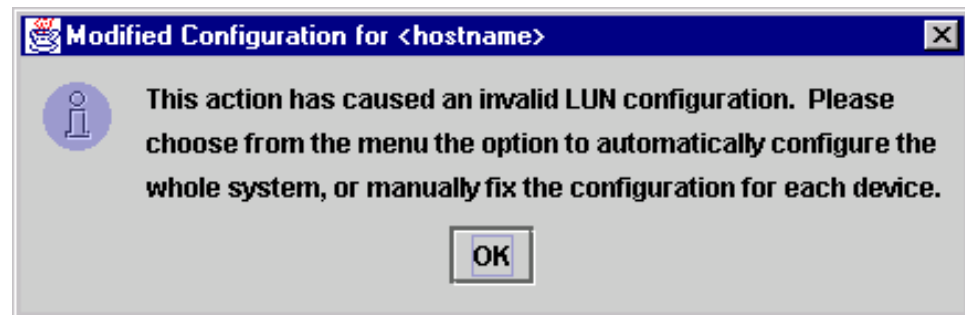 Modified Configuration for <hostname>
This action has caused an invalid LUN configuration.  Please
choose from the menu the option to automatically configure the
whole system, or manually fix the configuration for each device.
OK